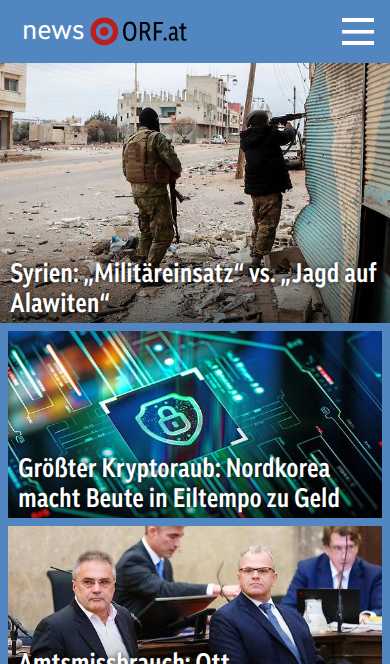 news ORF.at
Syrien: „Militäreinsatz“ vs. „Jagd auf
Alawiten“
Größter Kryptoraub: Nordkorea
macht Beute in Eiltempo zu Geld
Amtsmissbrauch: Ott